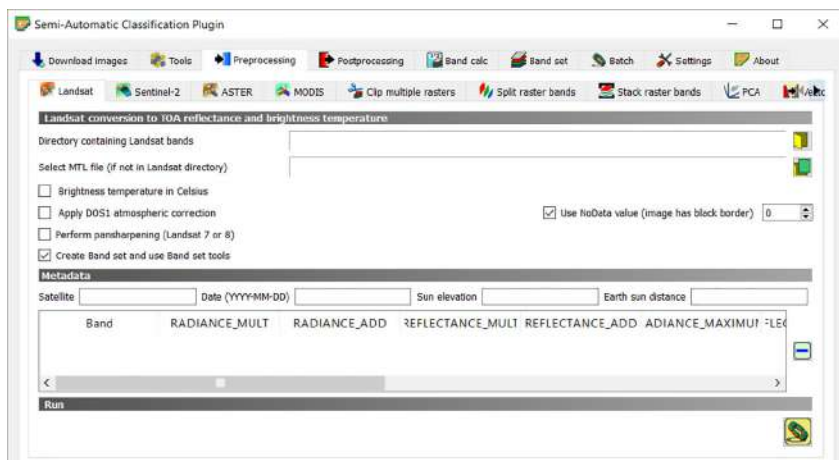 Semi-Automatic Classification Plugin
Download images Tools Preprocessing Postprocessing Band calc Band set Batch Settings About
Landsat Sentinel-2 ASTER MODIS Clip multiple rasters Split raster bands Stack raster bands PCA
Landsat conversion to TOA reflectance and brightness temperature
Directory containing Landsat bands
Select MTL file (if not in Landsat directory)
Brightness temperature in Celsius
Apply DOS1 atmospheric correction Use NoData value (image has black border) 0
Perform pansharpening (Landsat 7 or 8)
Create Band set and use Band set tools
Metadata
Satellite Date (YYYY-MM-DD) Sun elevation Earth sun distance
Band RADIANCE_MULT RADIANCE_ADD REFLECTANCE_MULT REFLECTANCE_ADD ADIANCE_MAXIMUM
Run